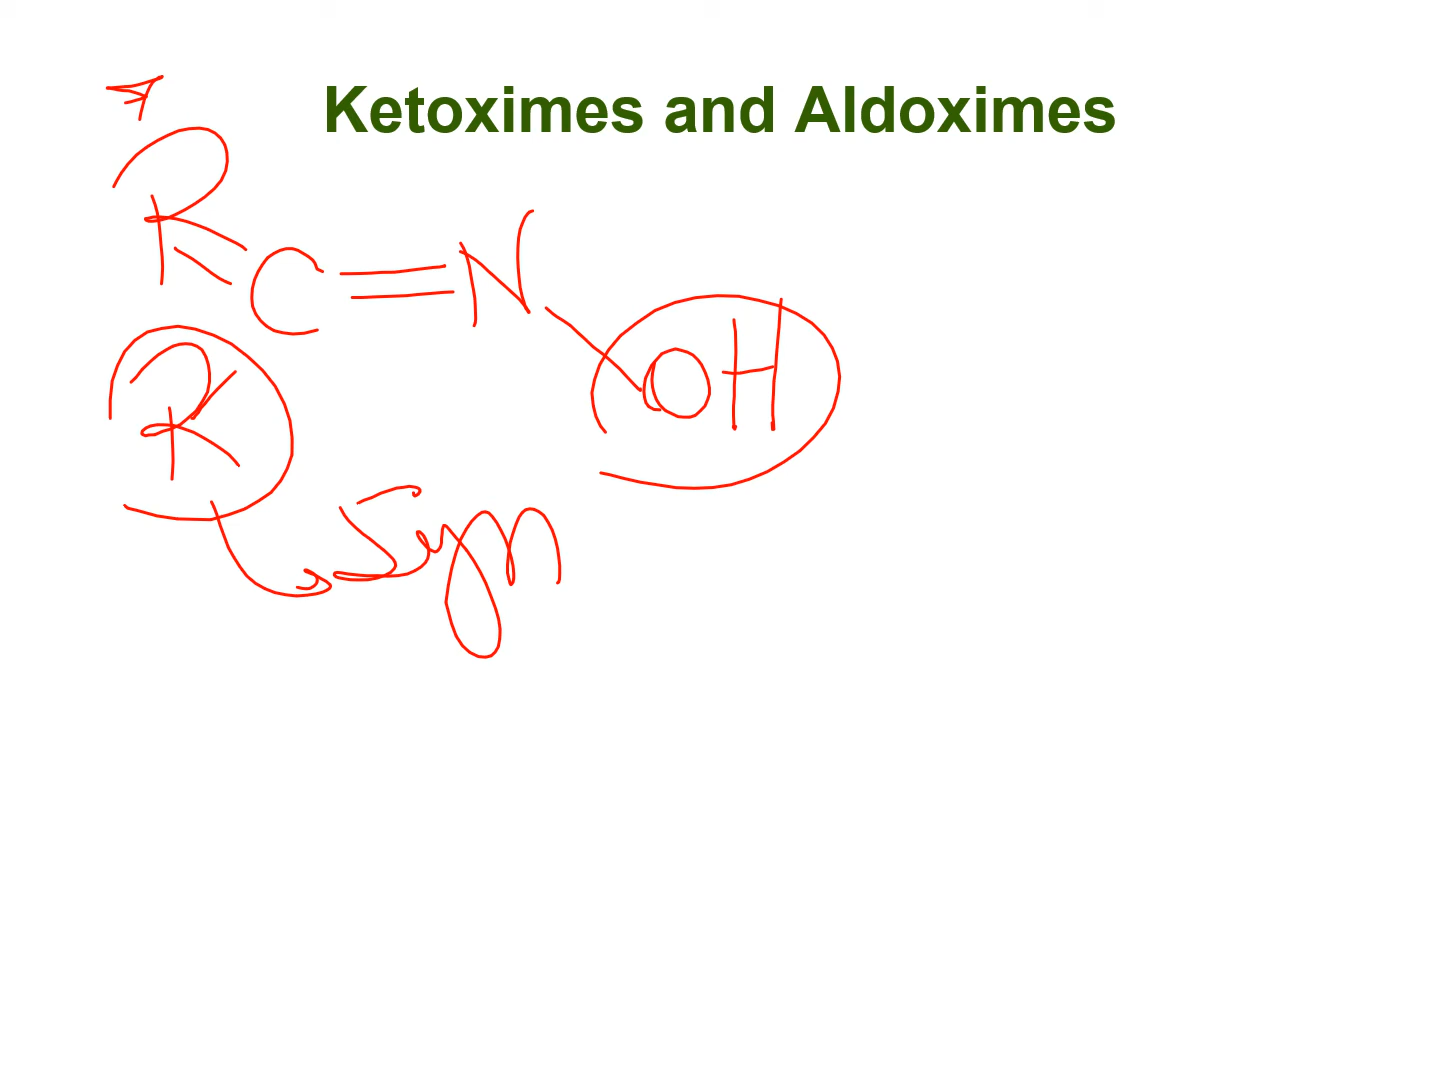 Ketoximes and Aldoximes
R
C = N
OH
R
Syn